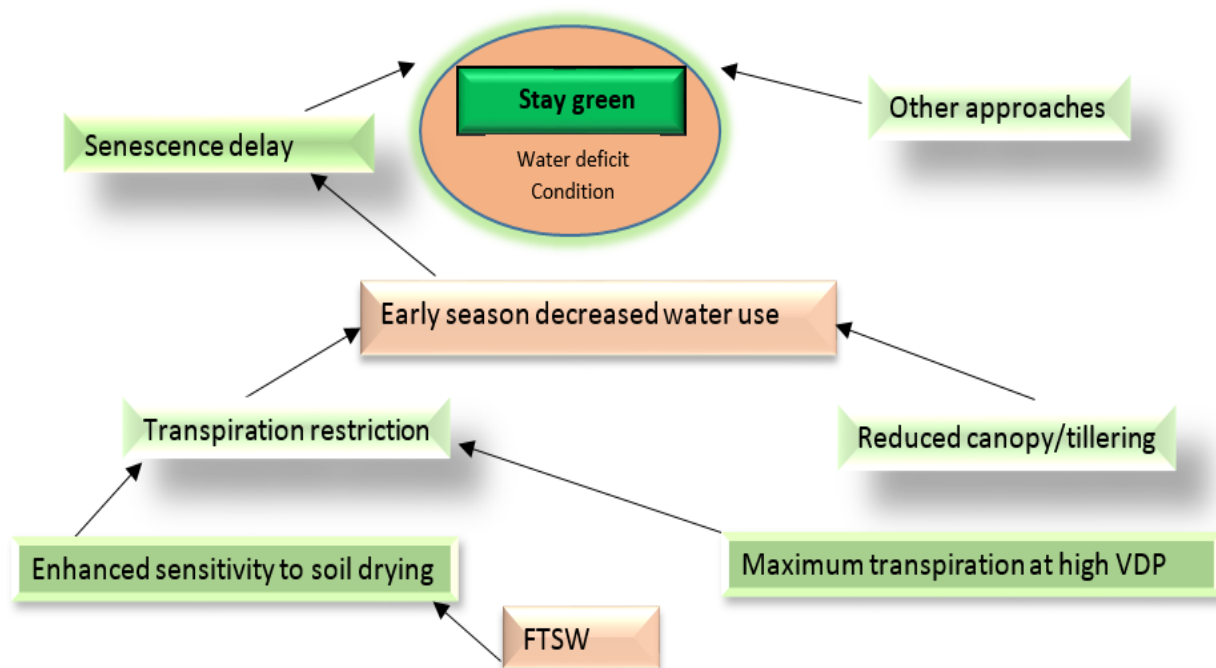 Stay green
Water deficit
Condition
Senescence delay
Other approaches
Early season decreased water use
Transpiration restriction
Reduced canopy/tillering
Enhanced sensitivity to soil drying
Maximum transpiration at high VDP
FTSW